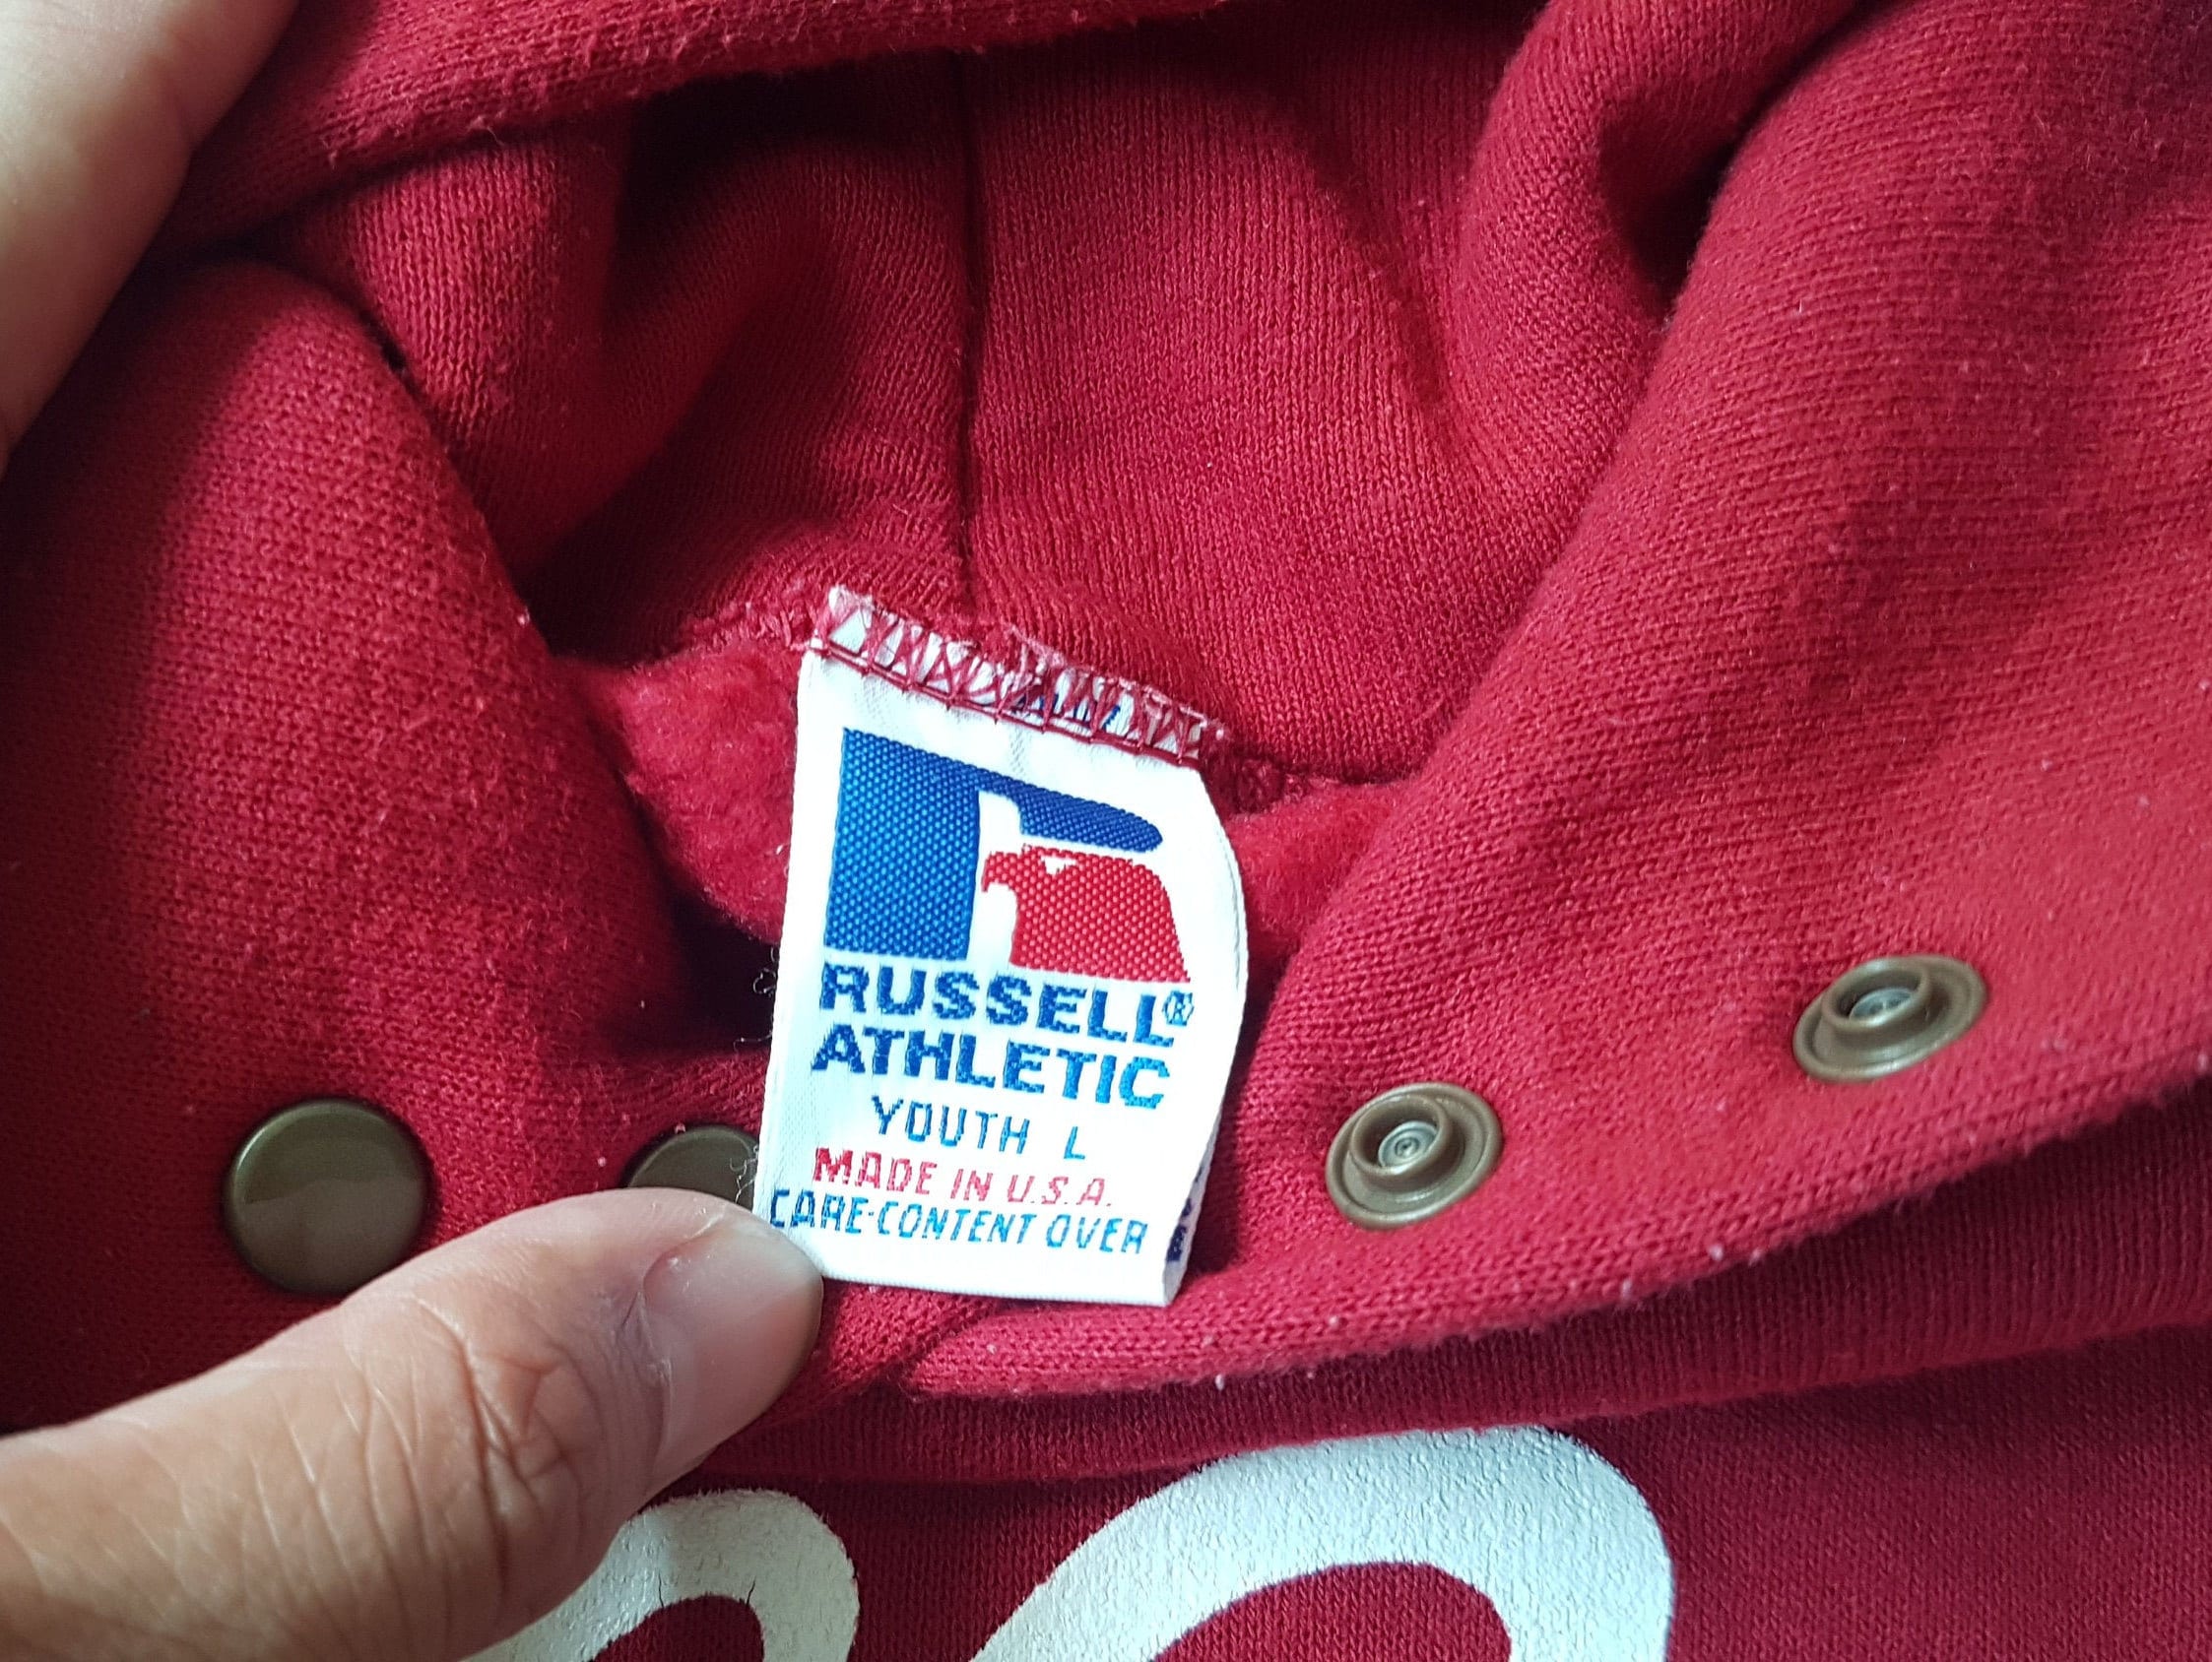 RUSSELL®
ATHLETIC
YOUTH L
MADE IN U.S.A.
CARE-CONTENT OVER